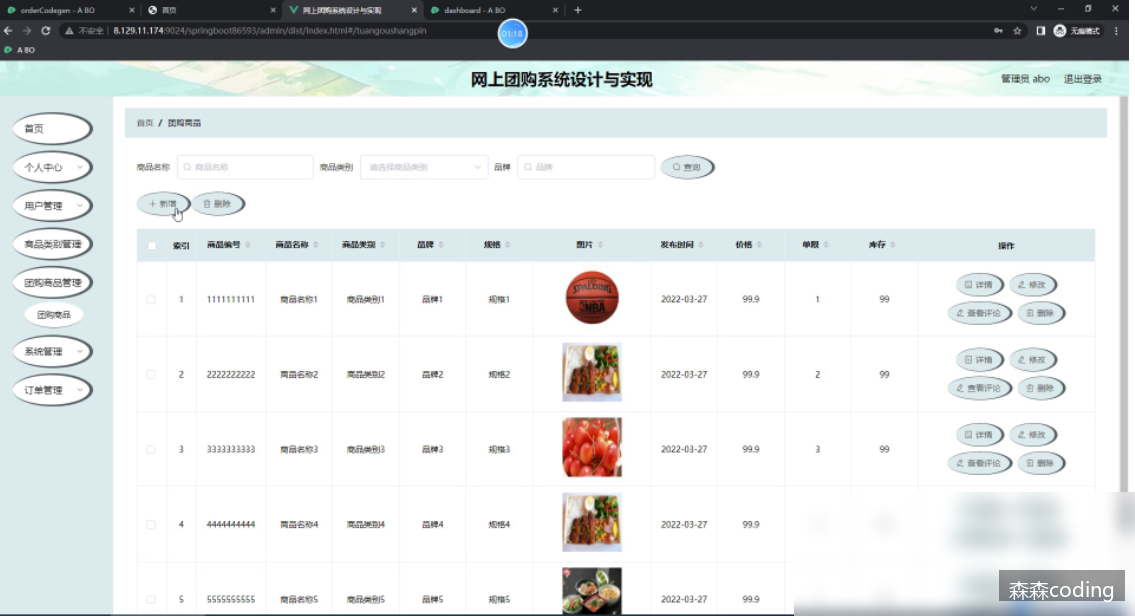 orderCodegen - A BO
首页
网上团购系统设计与实现
dashboard - A BO
不安全 8.129.11.174:9024/springboot86593/admin/dist/index.html#/tuangoushangpin
01:18
无痕模式
A BO
网上团购系统设计与实现
管理员 abo 退出登录
首页
个人中心
用户管理
商品类别管理
团购商品管理
团购商品
系统管理
订单管理
首页 / 团购商品
商品名称 商品名称 商品类别 请选择商品类别 品牌 品牌 查询
新增 删除
索引 商品编号 商品名称 商品类别 品牌 规格 图片 发布时间 价格 单限 库存 操作
1 1111111111 商品名称1 商品类别1 品牌1 规格1 2022-03-27 99.9 1 99
SPALDING
NBA
详情 修改
查看评论 删除
2 2222222222 商品名称2 商品类别2 品牌2 规格2 2022-03-27 99.9 2 99
详情 修改
查看评论 删除
3 3333333333 商品名称3 商品类别3 品牌3 规格3 2022-03-27 99.9 3 99
详情 修改
查看评论 删除
4 4444444444 商品名称4 商品类别4 品牌4 规格4 2022-03-27 99.9
5 5555555555 商品名称5 商品类别5 品牌5 规格5 2022-03-27 99.9
森森coding